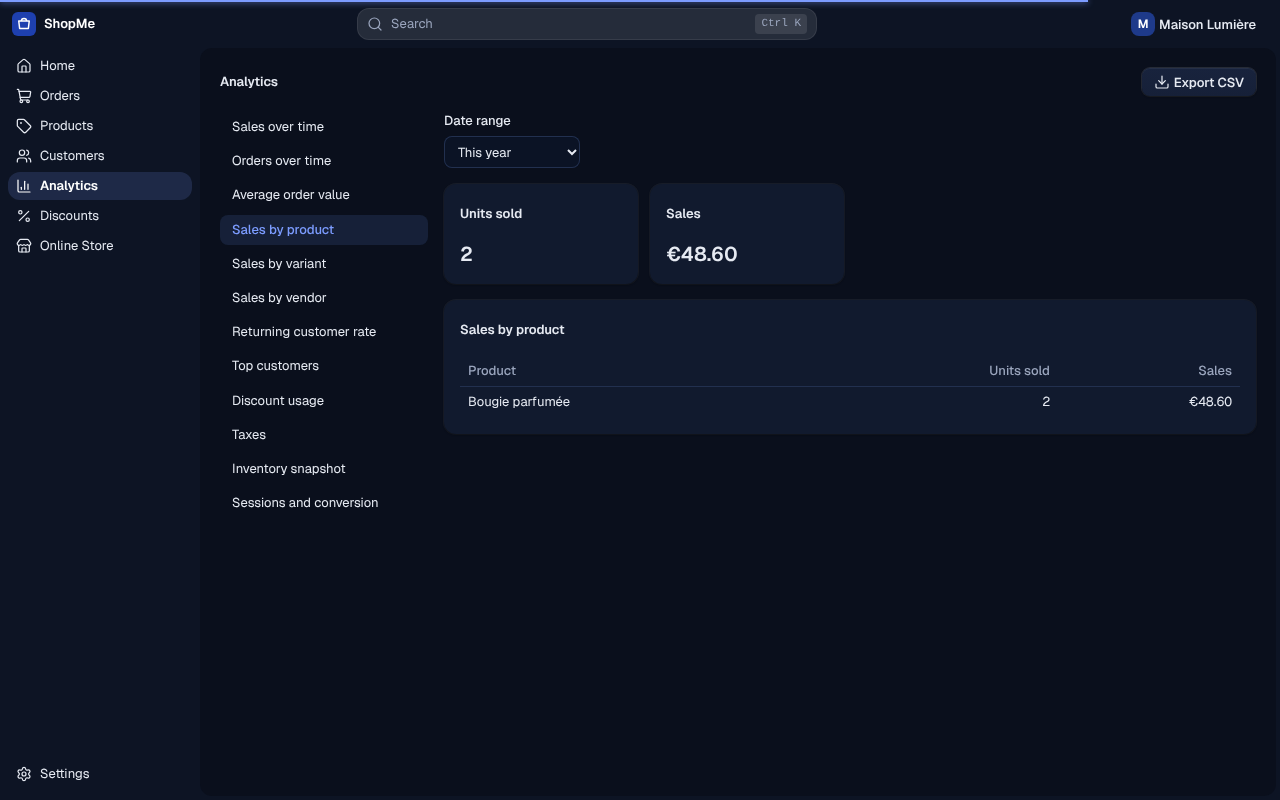 ShopMe
Search
Ctrl K
M
Maison Lumière
Home
Orders
Products
Customers
Analytics
Discounts
Online Store
Settings
Analytics
Export CSV
Sales over time
Orders over time
Average order value
Sales by product
Sales by variant
Sales by vendor
Returning customer rate
Top customers
Discount usage
Taxes
Inventory snapshot
Sessions and conversion
Date range
This year
Units sold
2
Sales
€48.60
Sales by product
Product Units sold Sales
Bougie parfumée 2 €48.60